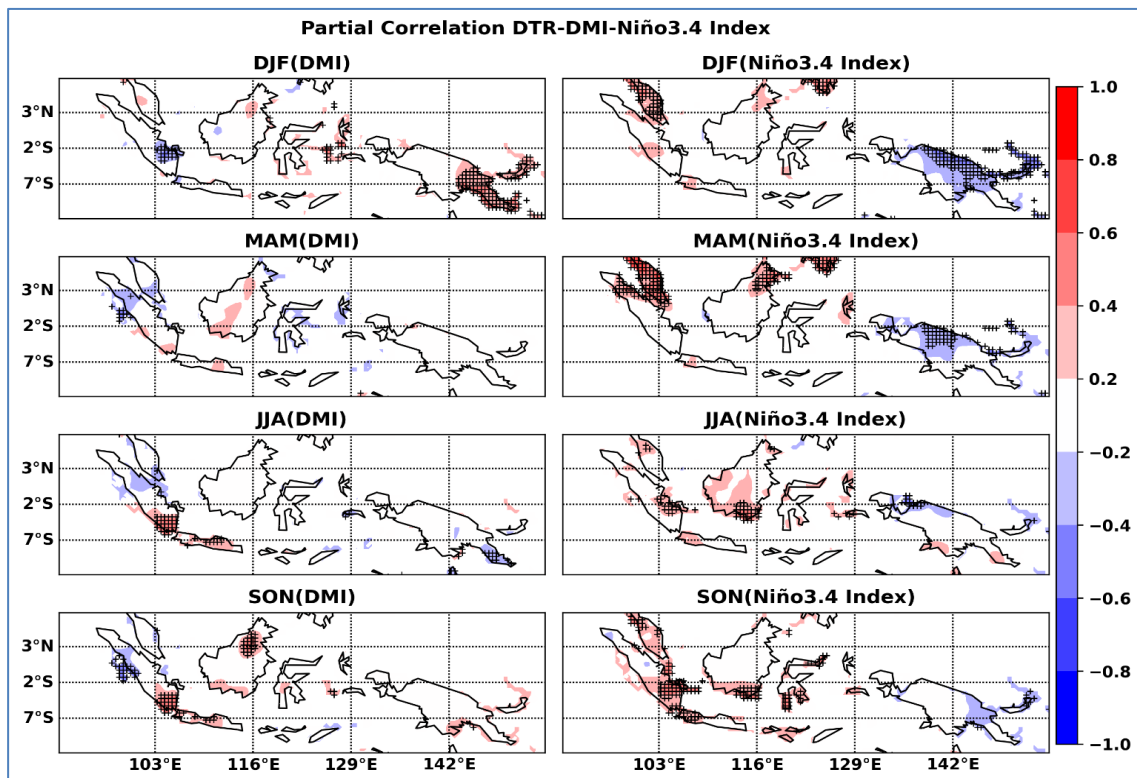 Partial Correlation DTR-DMI-Niño3.4 Index
DJF(DMI)
DJF(Niño3.4 Index)
3°N
2°S
7°S
MAM(DMI)
MAM(Niño3.4 Index)
3°N
2°S
7°S
JJA(DMI)
JJA(Niño3.4 Index)
3°N
2°S
7°S
SON(DMI)
SON(Niño3.4 Index)
3°N
2°S
7°S
103°E 116°E 129°E 142°E
103°E 116°E 129°E 142°E
1.0
0.8
0.6
0.4
0.2
−0.2
−0.4
−0.6
−0.8
−1.0